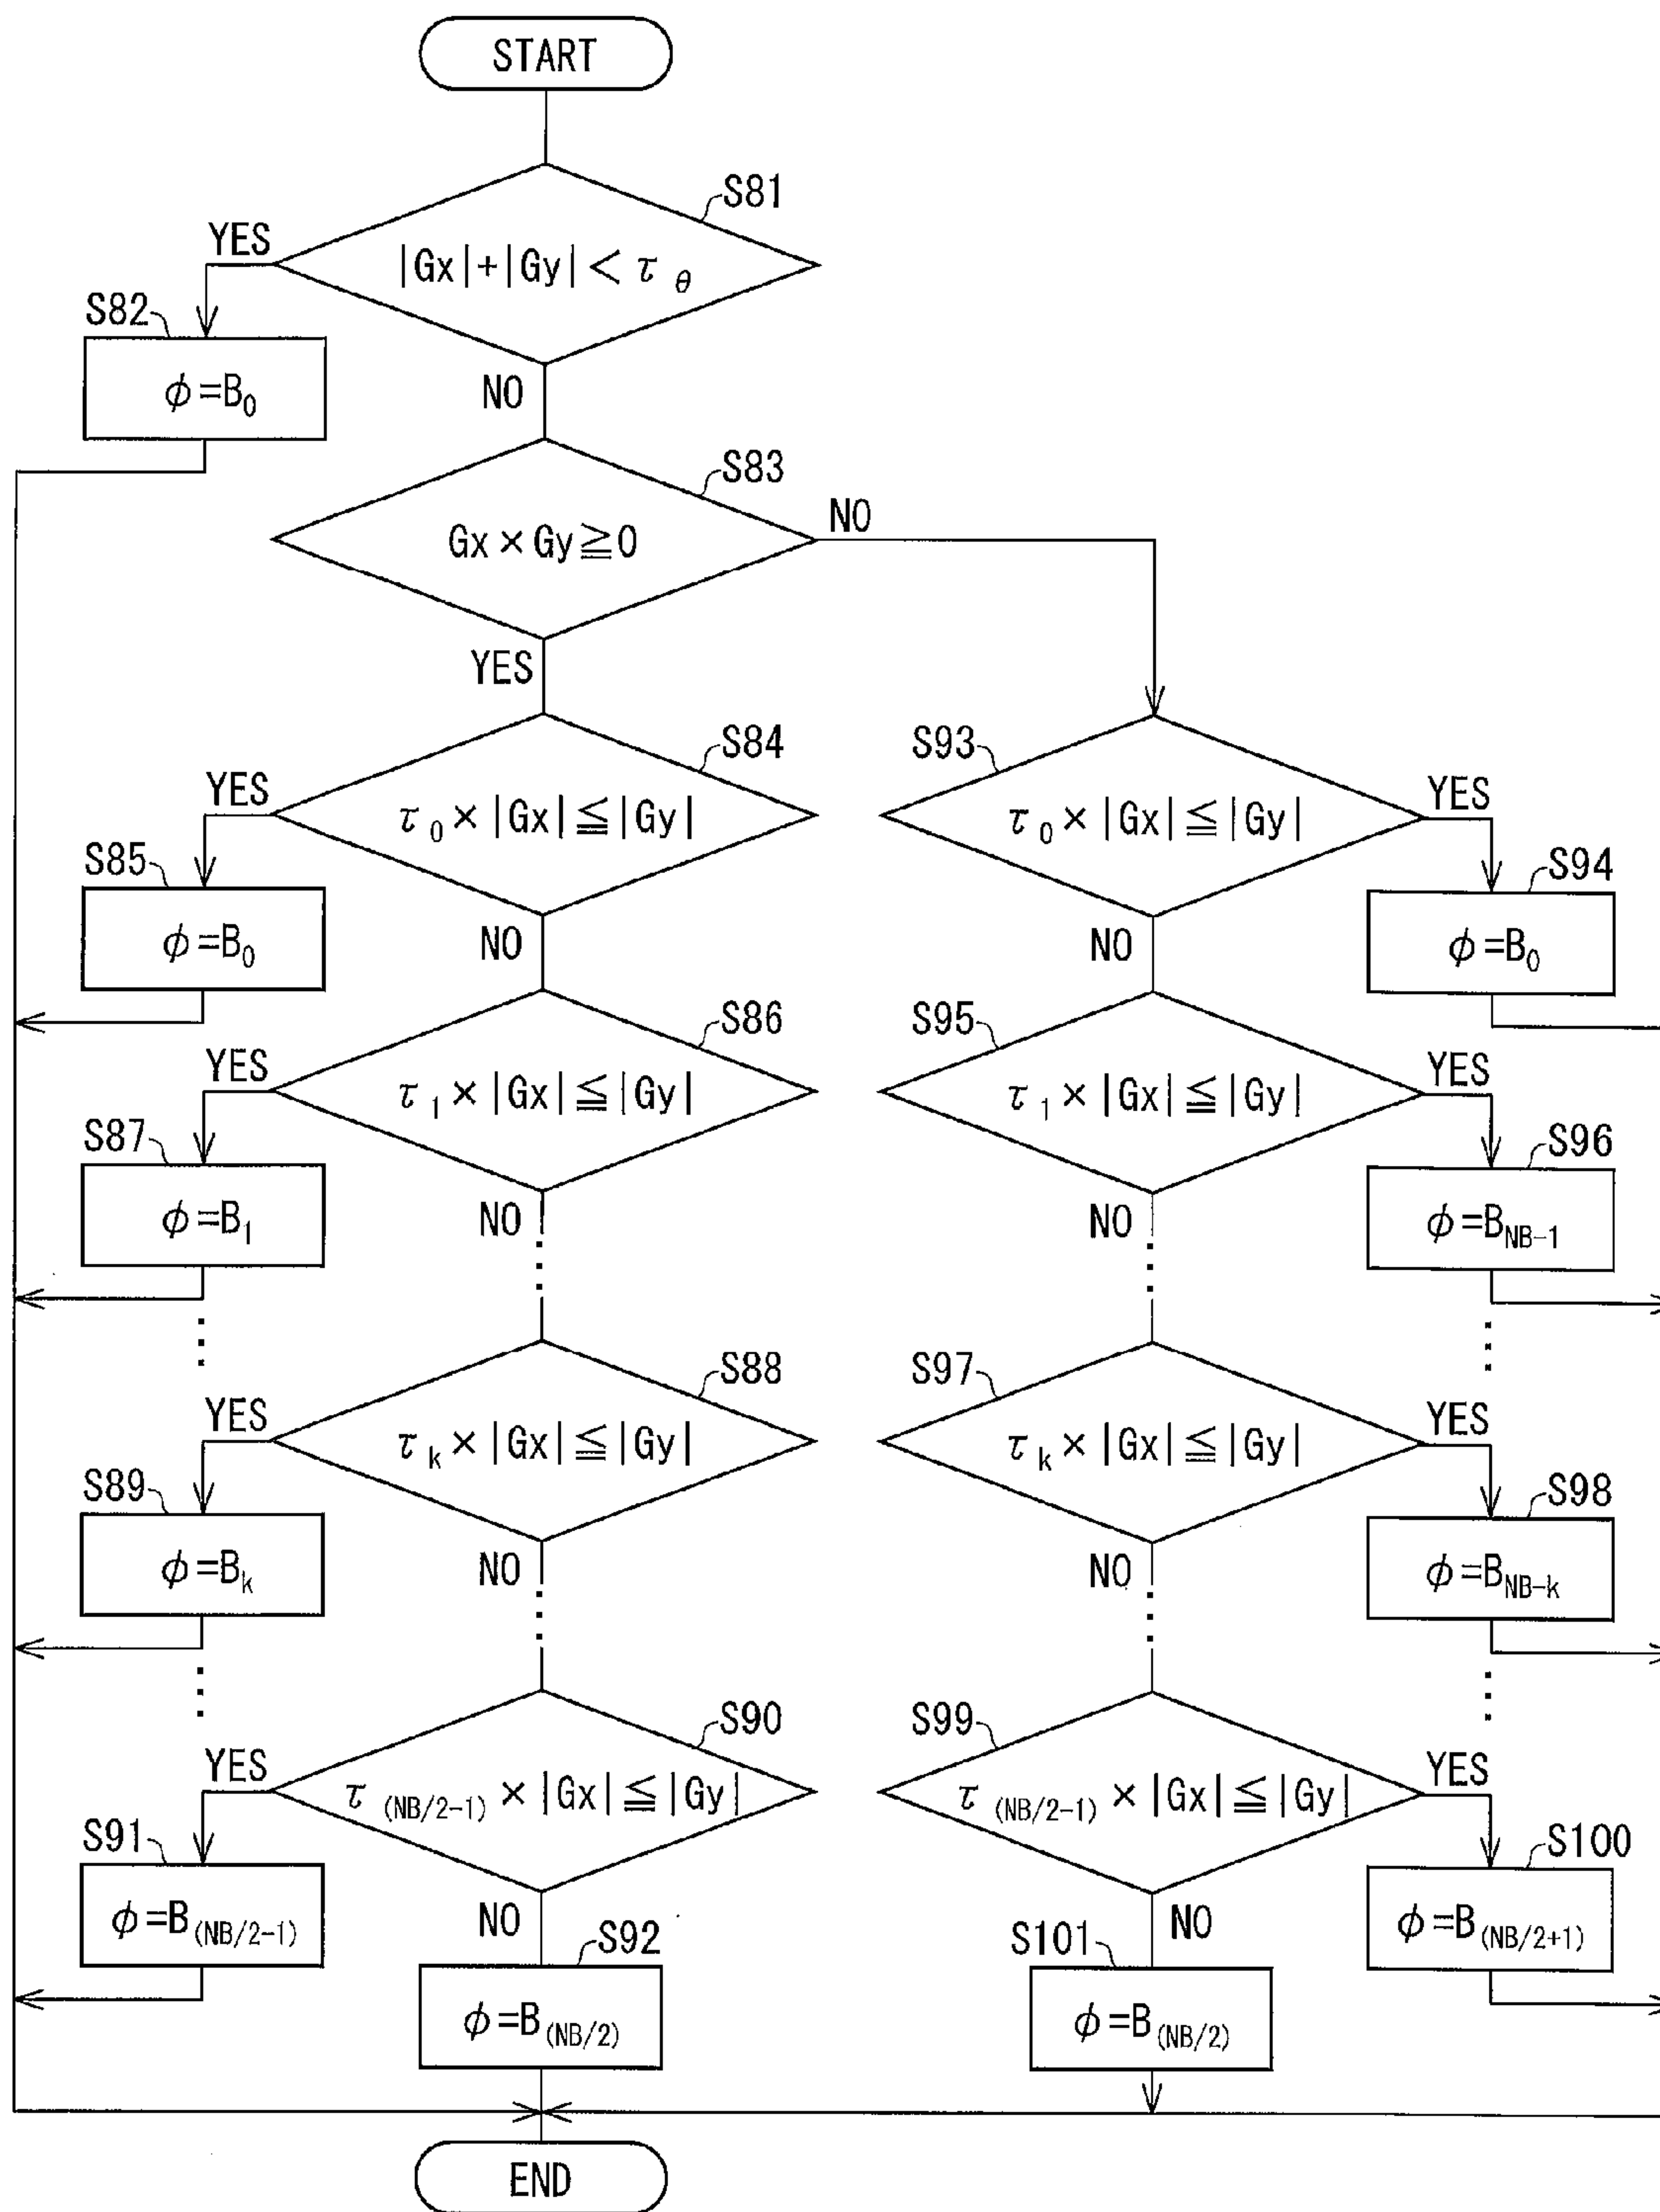 START
S81
YES
|Gx|+|Gy|<τ θ
S82
φ=B0
NO
S83
NO
Gx×Gy≧0
YES
S84
YES
τ0×|Gx|≦|Gy|
S85
φ=B0
NO
S86
YES
τ1×|Gx|≦|Gy|
S87
φ=B1
NO
S88
YES
τk×|Gx|≦|Gy|
S89
φ=Bk
NO
S90
YES
τ(NB/2-1)×|Gx|≦|Gy|
S91
φ=B(NB/2-1)
NO
S92
φ=B(NB/2)
S93
YES
τ0×|Gx|≦|Gy|
S94
φ=B0
NO
S95
YES
τ1×|Gx|≦|Gy|
S96
φ=BNB-1
NO
S97
YES
τk×|Gx|≦|Gy|
S98
φ=BNB-k
NO
S99
YES
τ(NB/2-1)×|Gx|≦|Gy|
S100
φ=B(NB/2+1)
NO
S101
φ=B(NB/2)
END